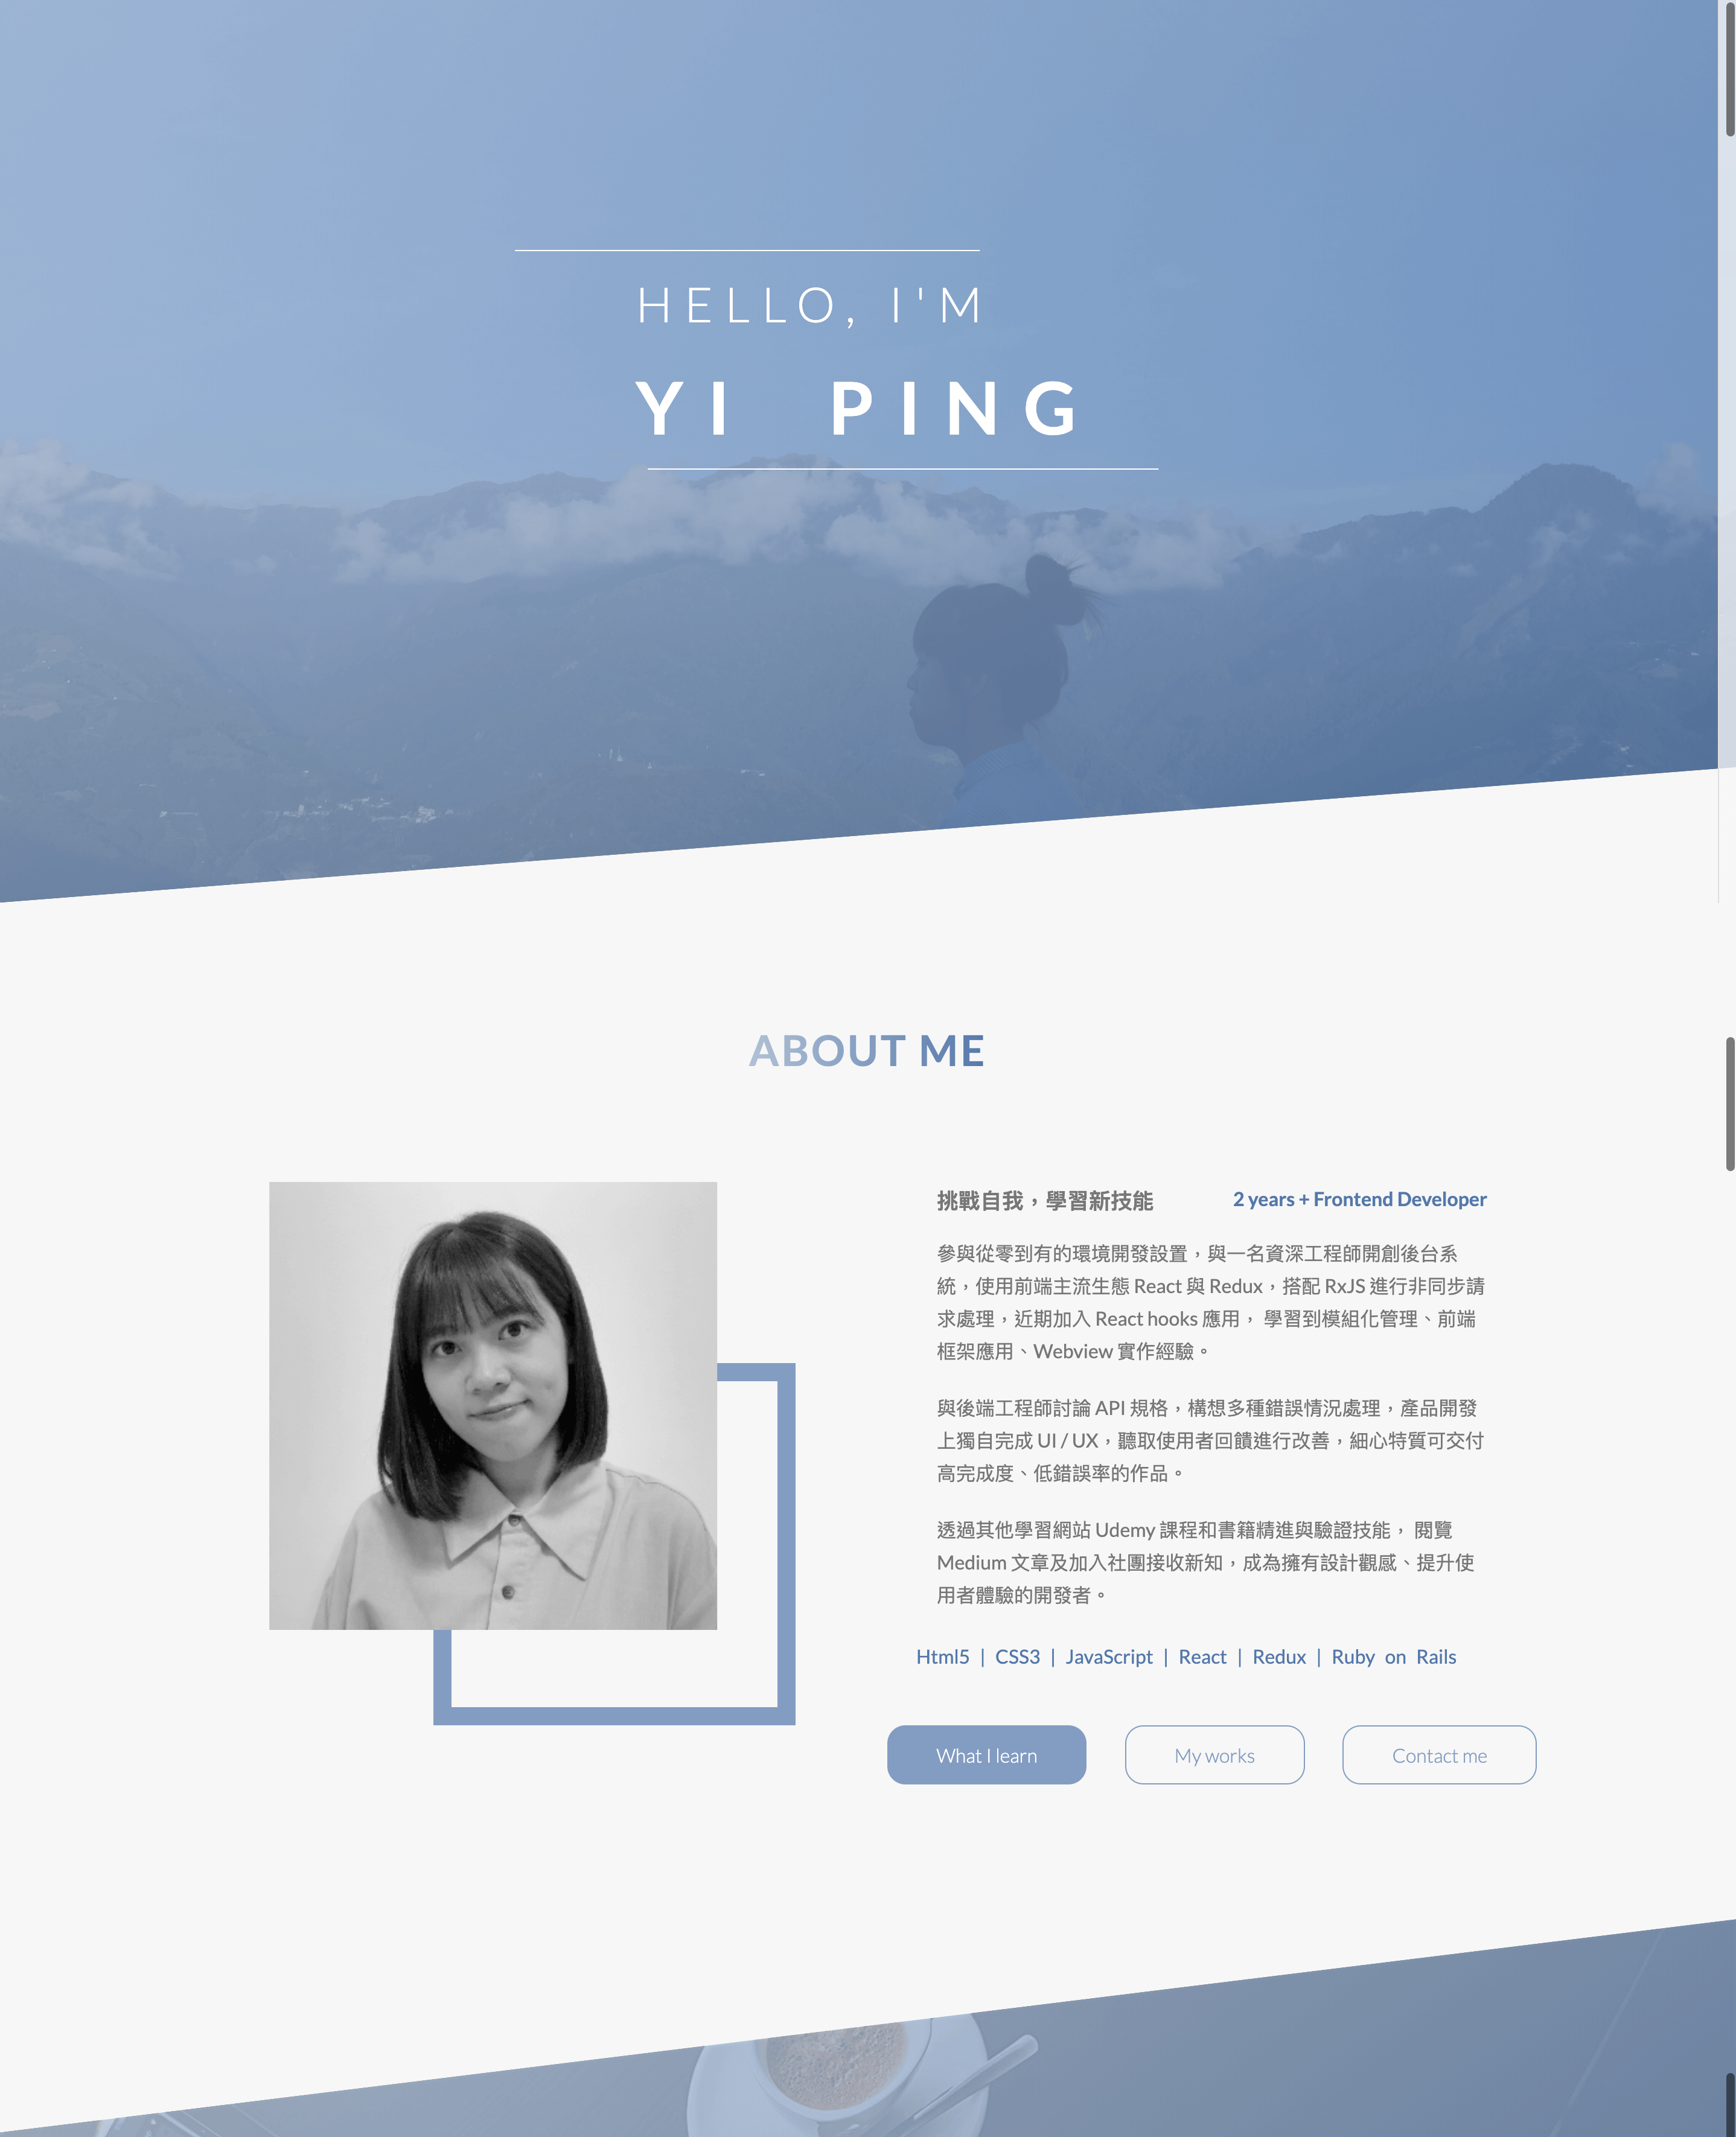 HELLO, I'M
YI PING
ABOUT ME
挑戰自我，學習新技能
2 years + Frontend Developer
參與從零到有的環境開發設置，與一名資深工程師開創後台系
統，使用前端主流生態 React 與 Redux，搭配 RxJS 進行非同步請
求處理，近期加入 React hooks 應用， 學習到模組化管理、前端
框架應用、Webview 實作經驗。
與後端工程師討論 API 規格，構想多種錯誤情況處理，產品開發
上獨自完成 UI / UX，聽取使用者回饋進行改善，細心特質可交付
高完成度、低錯誤率的作品。
透過其他學習網站 Udemy 課程和書籍精進與驗證技能， 閱覽
Medium 文章及加入社團接收新知，成為擁有設計觀感、提升使
用者體驗的開發者。
Html5 | CSS3 | JavaScript | React | Redux | Ruby on Rails
What I learn
My works
Contact me